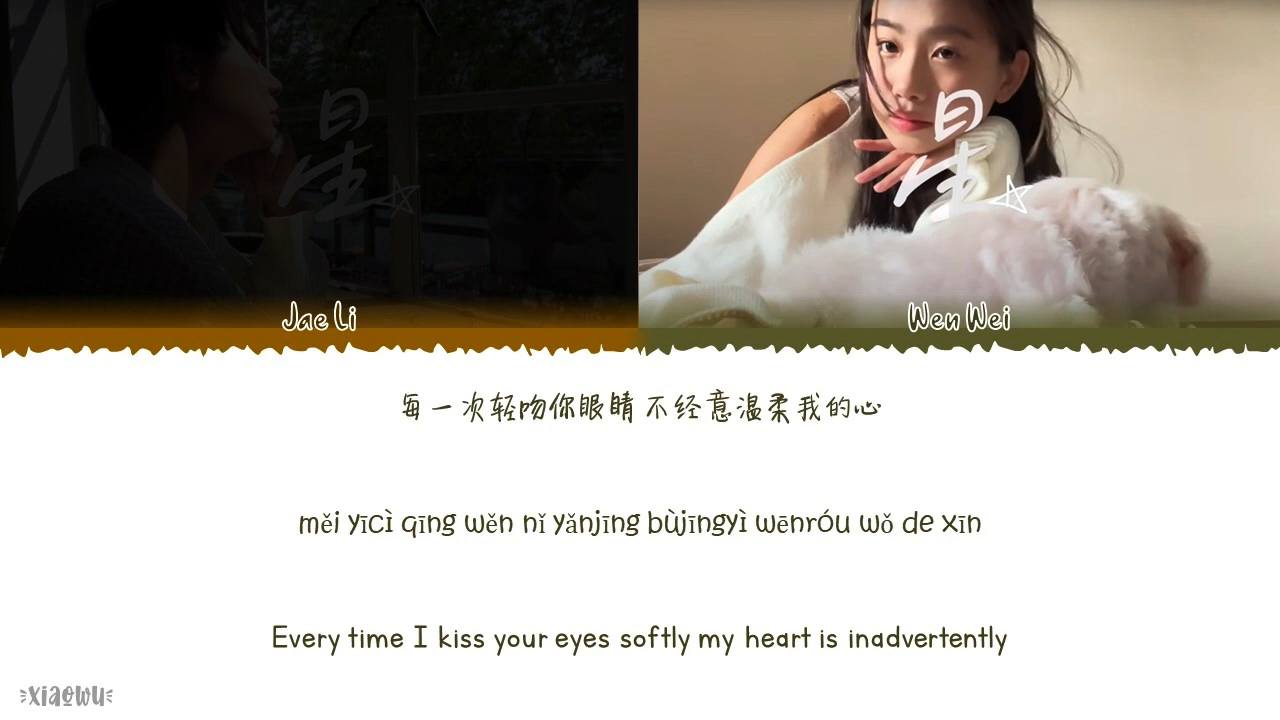 星☆
星☆
Jae Li
Wen Wei
每一次轻吻你眼睛 不经意温柔我的心
měi yīcì qīng wěn nǐ yǎnjīng bùjīngyì wēnróu wǒ de xīn
Every time I kiss your eyes softly my heart is inadvertently
xiaowu